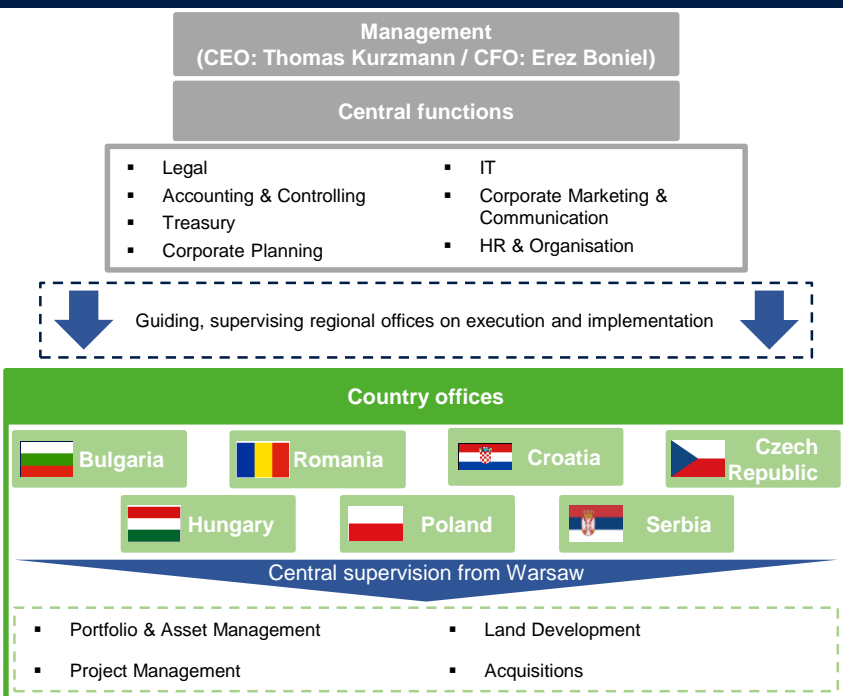 Management
(CEO: Thomas Kurzmann / CFO: Erez Boniel)
Central functions
Legal
Accounting & Controlling
Treasury
Corporate Planning
IT
Corporate Marketing &
Communication
HR & Organisation
Guiding, supervising regional offices on execution and implementation
Country offices
Bulgaria
Romania
Croatia
Czech
Republic
Hungary
Poland
Serbia
Central supervision from Warsaw
Portfolio & Asset Management
Project Management
Land Development
Acquisitions